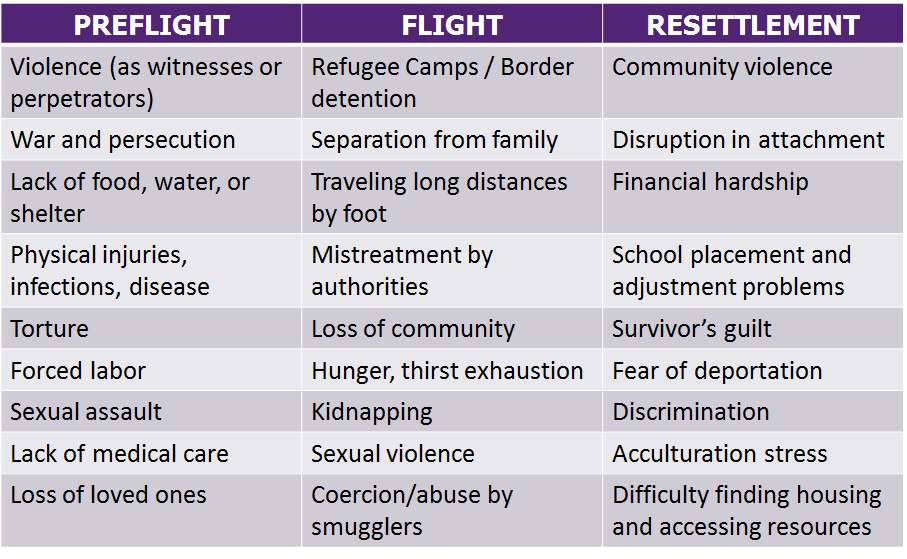 PREFLIGHT FLIGHT RESETTLEMENT
Violence (as witnesses or
perpetrators)
Refugee Camps / Border
detention
Community violence
War and persecution
Separation from family
Disruption in attachment
Lack of food, water, or
shelter
Traveling long distances
by foot
Financial hardship
Physical injuries,
infections, disease
Mistreatment by
authorities
School placement and
adjustment problems
Torture
Loss of community
Survivor’s guilt
Forced labor
Hunger, thirst exhaustion
Fear of deportation
Sexual assault
Kidnapping
Discrimination
Lack of medical care
Sexual violence
Acculturation stress
Loss of loved ones
Coercion/abuse by
smugglers
Difficulty finding housing
and accessing resources